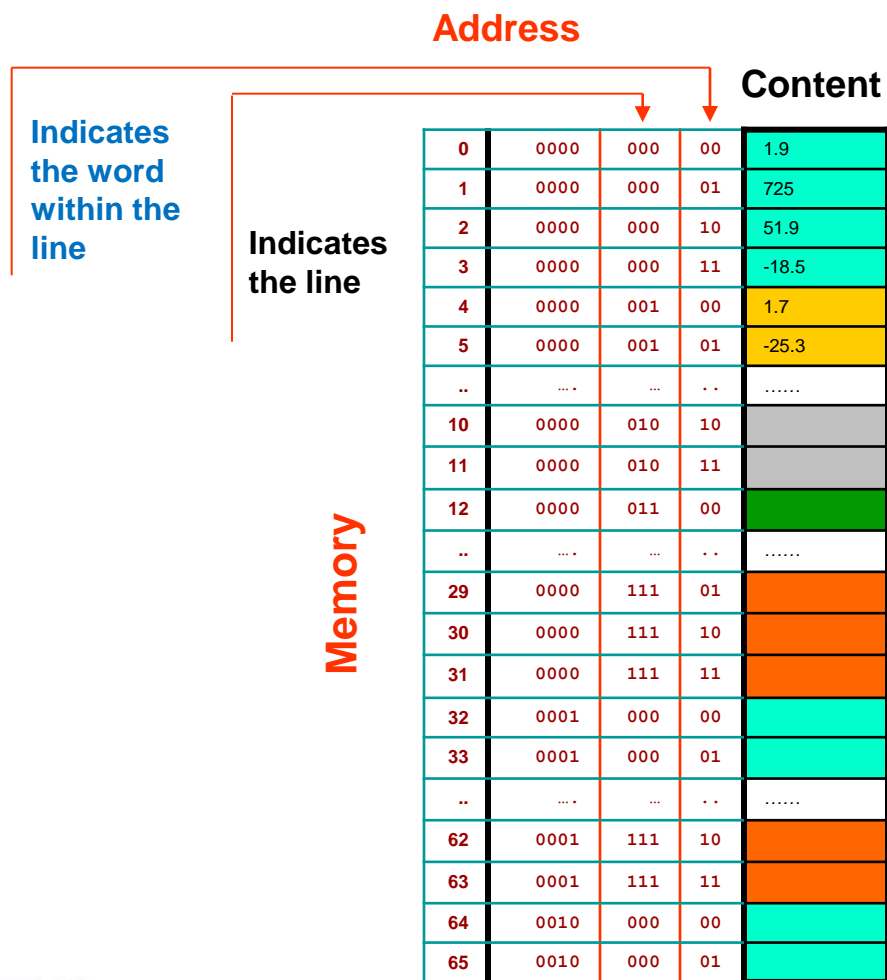 Address
Content
Indicates
the word
within the
line
Indicates
the line
Memory
0 0000 000 00 1.9
1 0000 000 01 725
2 0000 000 10 51.9
3 0000 000 11 -18.5
4 0000 001 00 1.7
5 0000 001 01 -25.3
.. .... ... .. ......
10 0000 010 10
11 0000 010 11
12 0000 011 00
.. .... ... .. ......
29 0000 111 01
30 0000 111 10
31 0000 111 11
32 0001 000 00
33 0001 000 01
.. .... ... .. ......
62 0001 111 10
63 0001 111 11
64 0010 000 00
65 0010 000 01